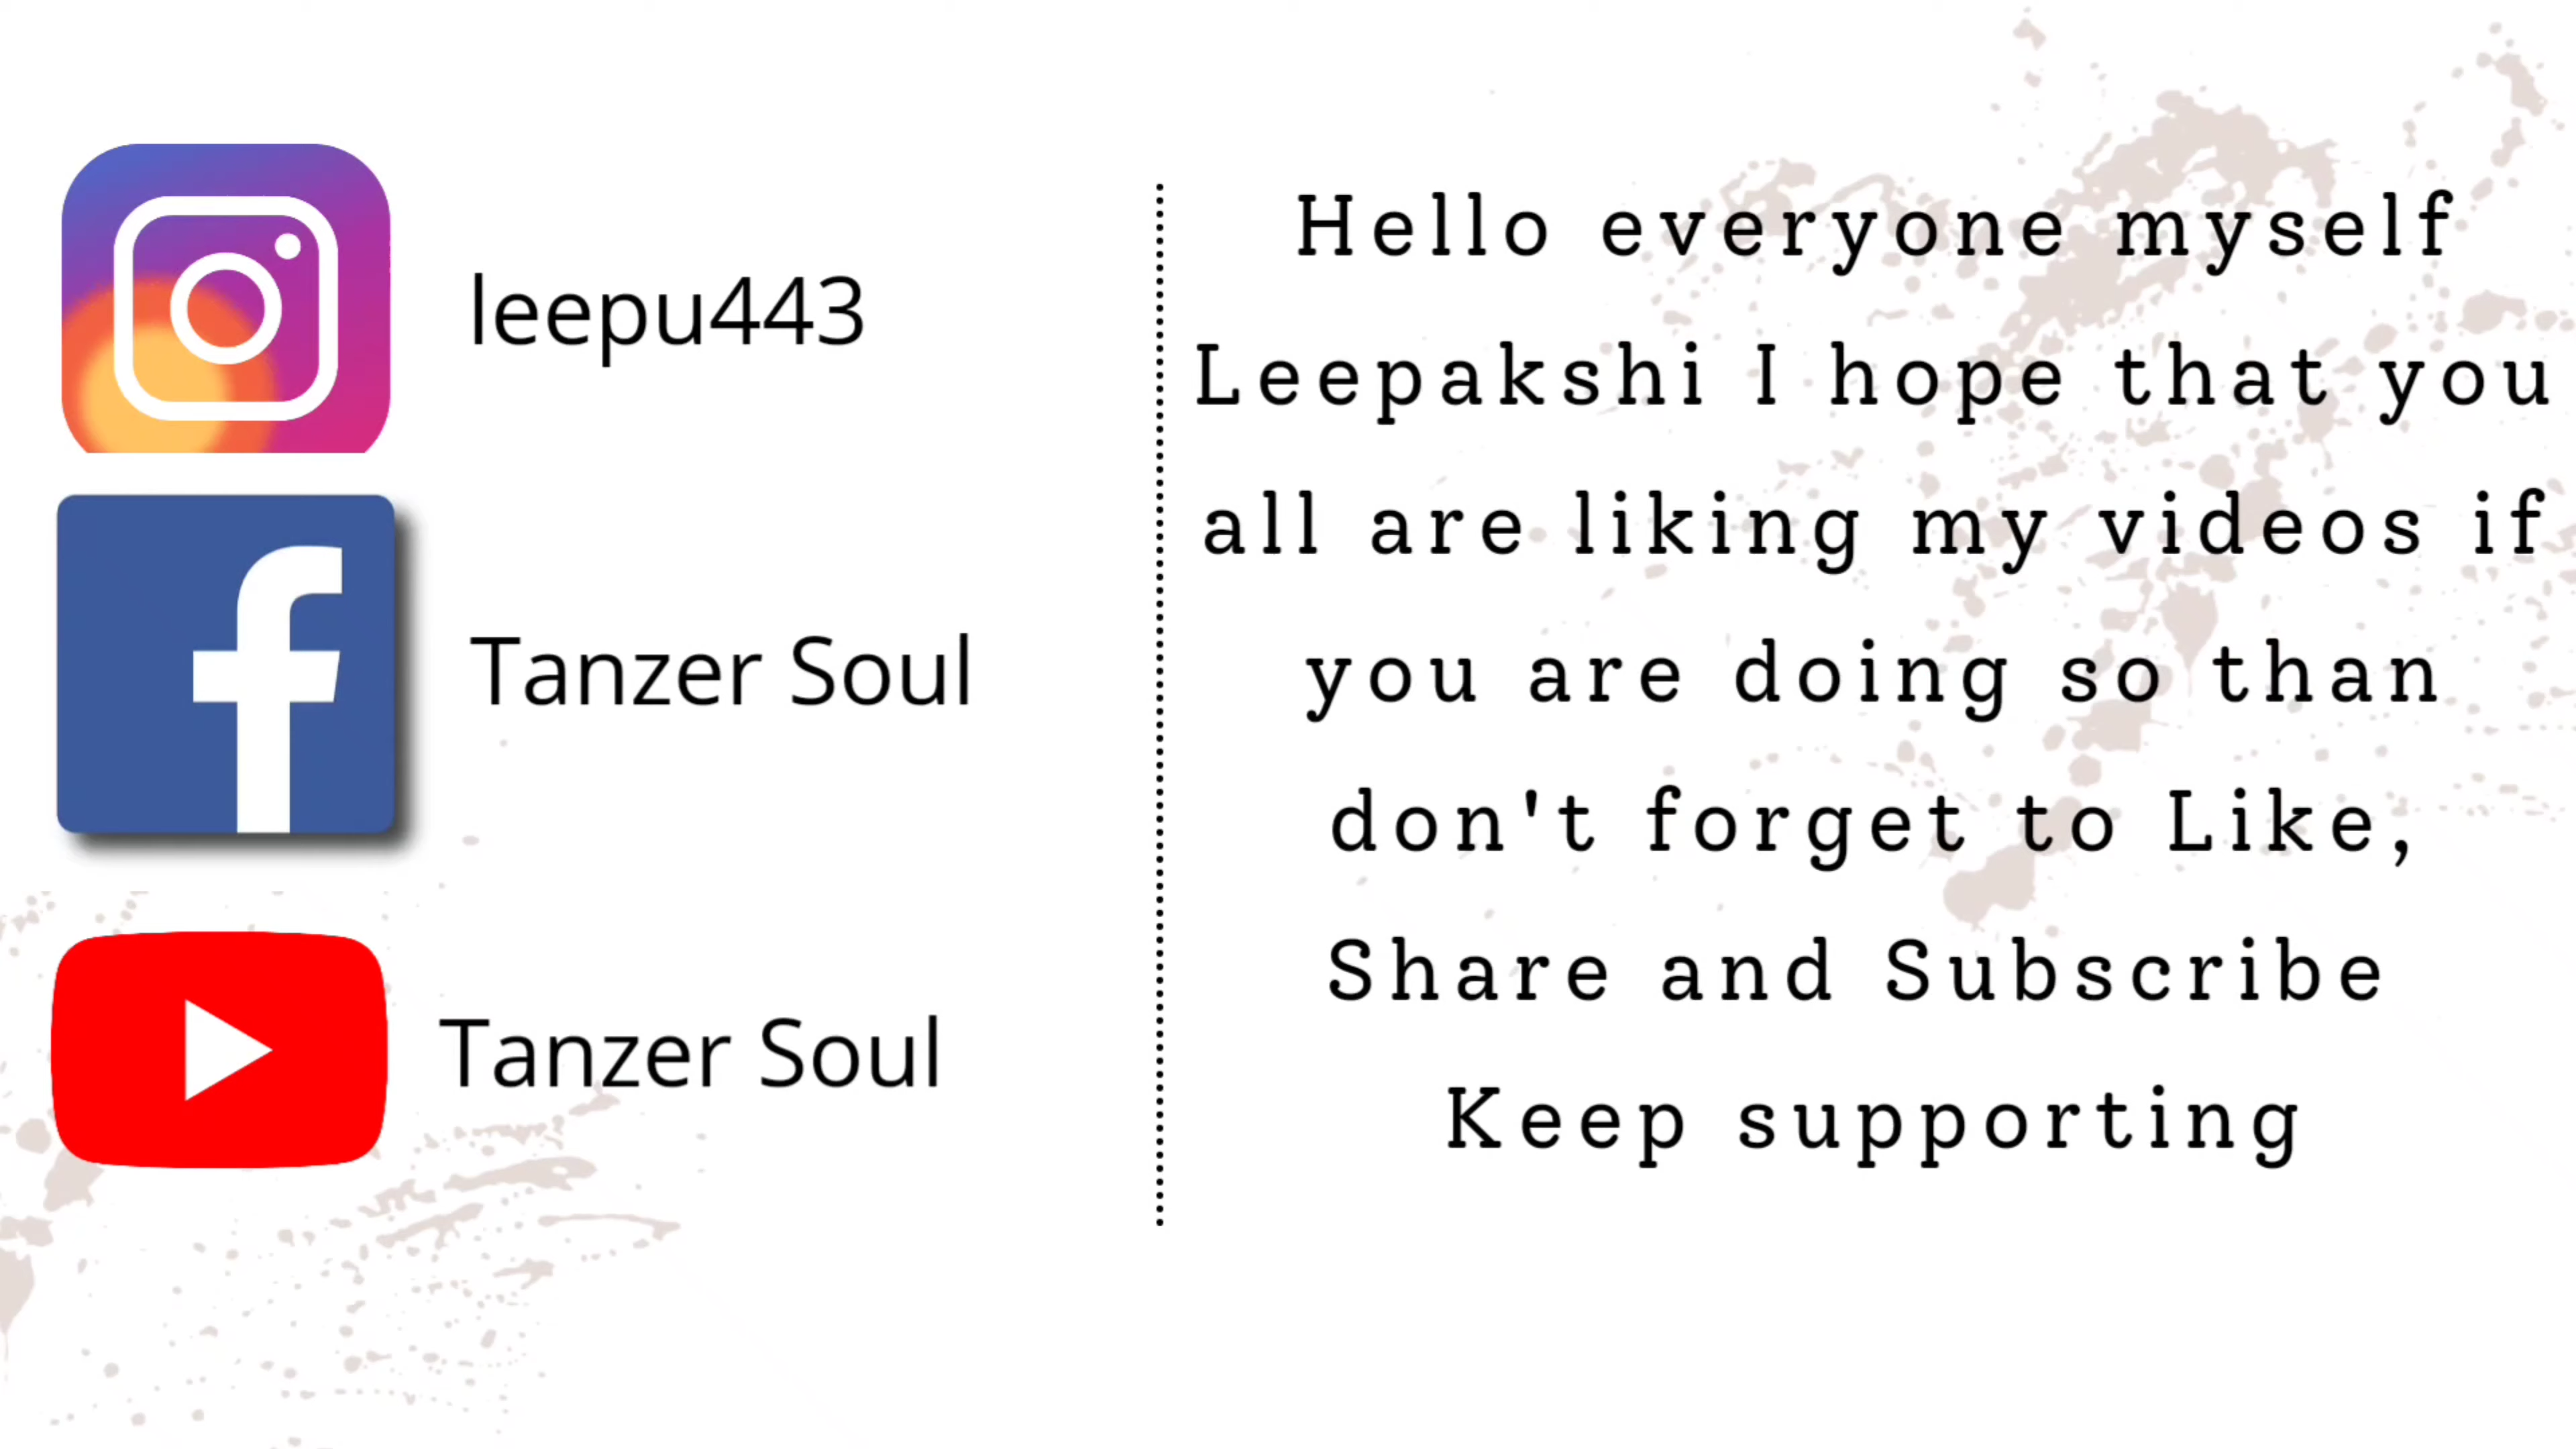 leepu443
Tanzer Soul
Tanzer Soul
Hello everyone myself
Leepakshi I hope that you
all are liking my videos if
you are doing so than
don't forget to Like,
Share and Subscribe
Keep supporting